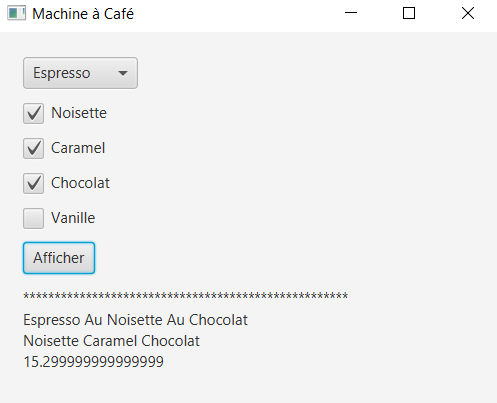 Machine à Café
Espresso
Noisette
Caramel
Chocolat
Vanille
Afficher
****************************************************
Espresso Au Noisette Au Chocolat
Noisette Caramel Chocolat
15.299999999999999